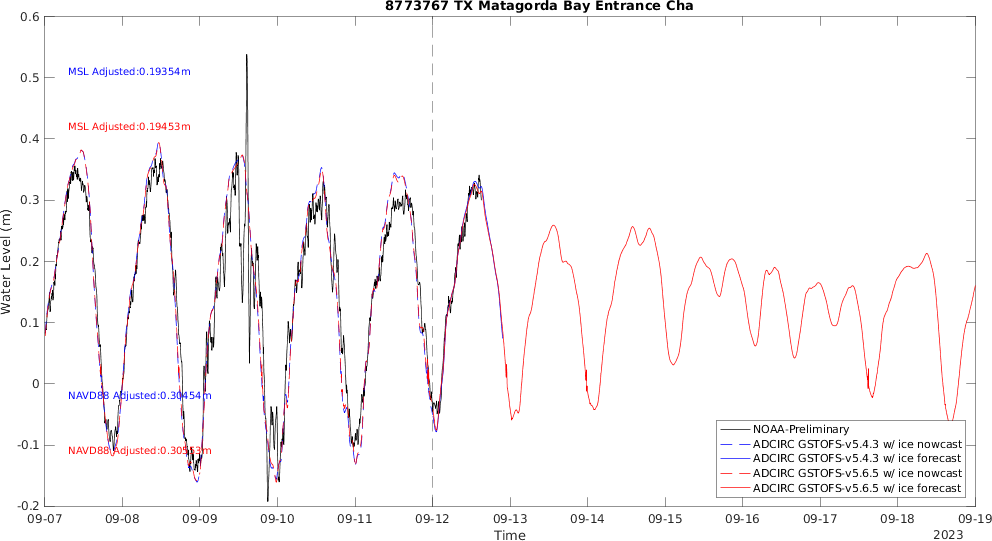 8773767 TX Matagorda Bay Entrance Cha
Water Level (m)
0.6
0.5
0.4
0.3
0.2
0.1
0
-0.1
-0.2
MSL Adjusted:0.19354m
MSL Adjusted:0.19453m
NAVD88 Adjusted:0.30454m
NAVD88 Adjusted:0.30553m
NOAA-Preliminary
ADCIRC GSTOFS-v5.4.3 w/ ice nowcast
ADCIRC GSTOFS-v5.4.3 w/ ice forecast
ADCIRC GSTOFS-v5.6.5 w/ ice nowcast
ADCIRC GSTOFS-v5.6.5 w/ ice forecast
09-07 09-08 09-09 09-10 09-11 09-12 09-13 09-14 09-15 09-16 09-17 09-18 09-19
Time
2023